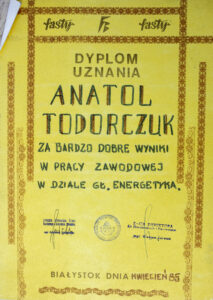 fasty fasty
DYPLOM
UZNANIA
ANATOL
TODORCZUK
ZA BARDZO DOBRE WYNIKI
W PRACY ZAWODOWEJ
W DZIALE GŁ. ENERGETYKA.
BIAŁYSTOK DNIA KWIECIEŃ 85